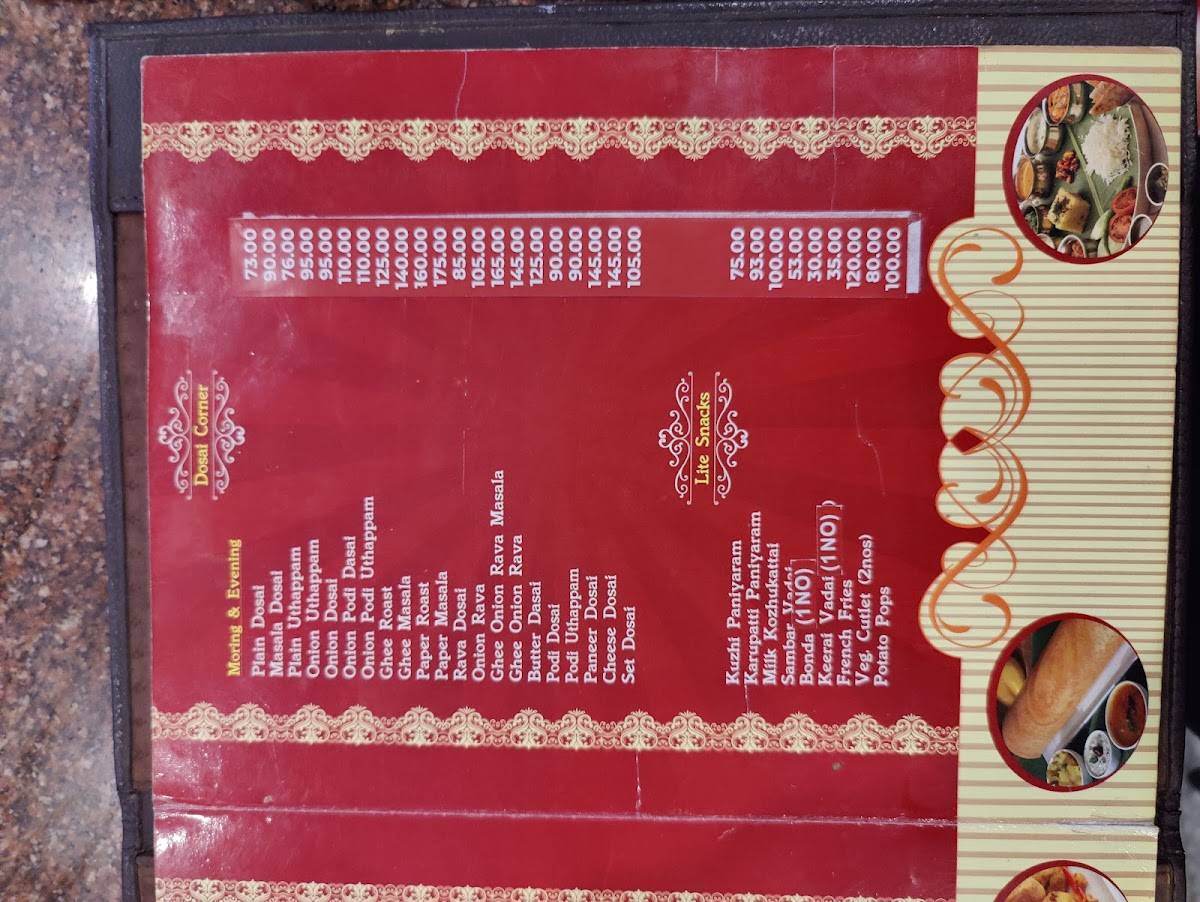 Dosai Corner
Moring & Evening
Plain Dosai 73.00
Masala Dosai 90.00
Plain Uthappam 76.00
Onion Uthappam 95.00
Onion Dosai 95.00
Onion Podi Dasai 110.00
Onion Podi Uthappam 110.00
Ghee Roast 125.00
Ghee Masala 140.00
Paper Roast 160.00
Paper Masala 175.00
Rava Dosai 85.00
Onion Rava 105.00
Ghee Onion Rava Masala 165.00
Ghee Onion Rava 145.00
Butter Dasai 125.00
Podi Dosai 90.00
Podi Uthappam 90.00
Paneer Dosai 145.00
Cheese Dosai 145.00
Set Dosai 105.00
Lite Snacks
Kuzhi Paniyaram 75.00
Karupatti Paniyaram 93.00
Milk Kozhukattai 100.00
Sambar Vadai 53.00
Bonda (1 NO) 30.00
Keerai Vadai (1 NO) 35.00
French Fries 120.00
Veg. Cutlet (2nos) 80.00
Potato Pops 100.00